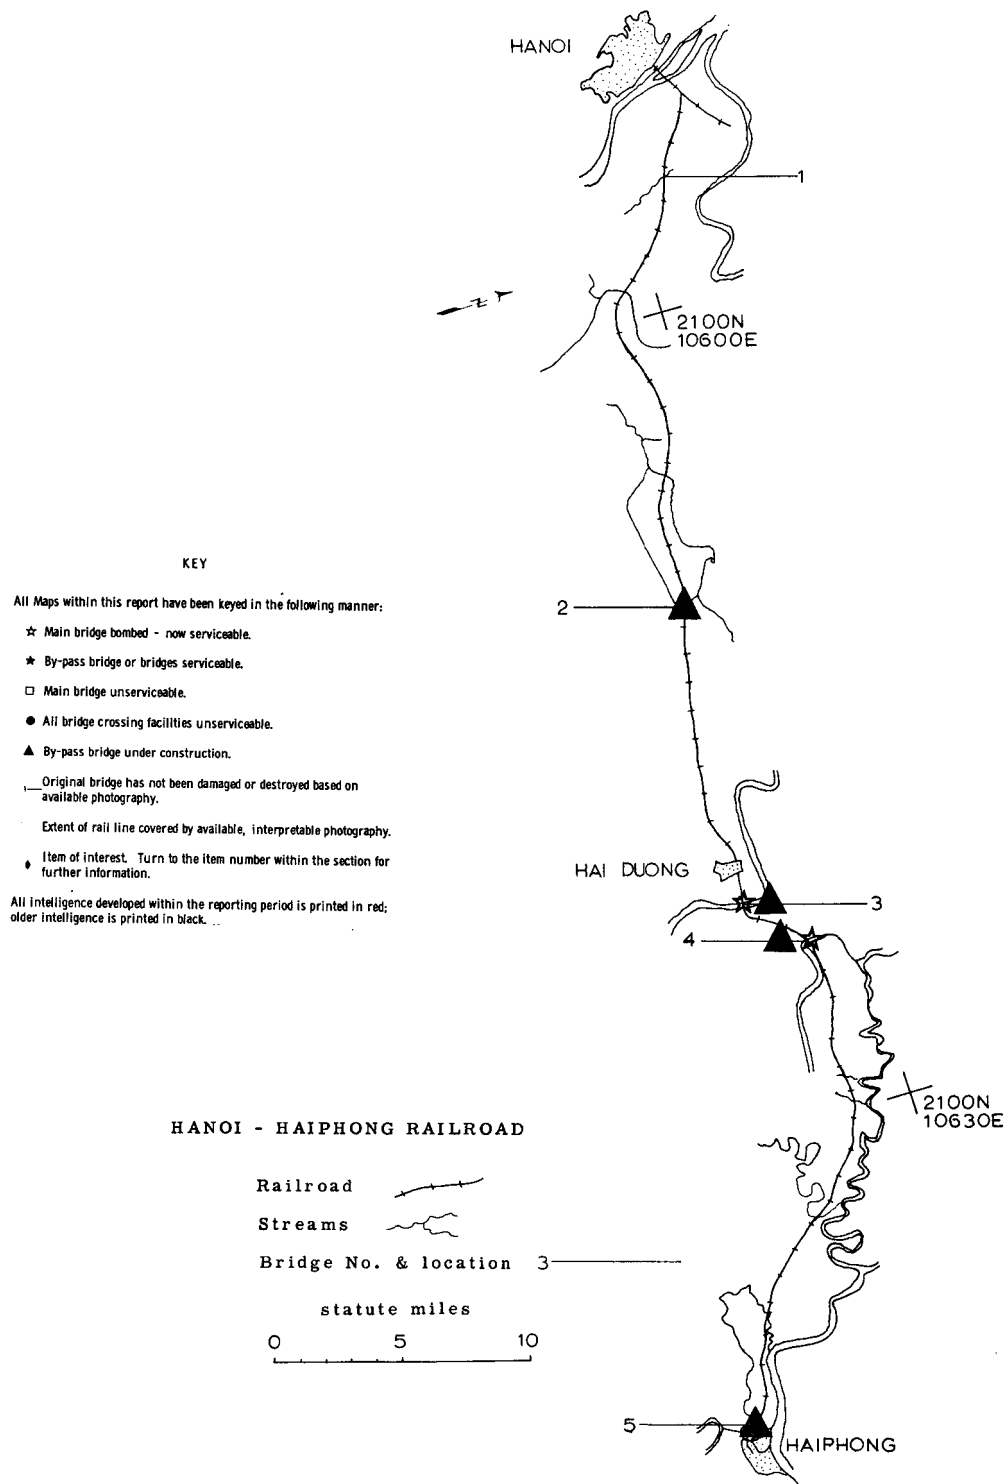 HANOI
1
N
2100N
10600E
KEY
All Maps within this report have been keyed in the following manner:
☆ Main bridge bombed - now serviceable.
★ By-pass bridge or bridges serviceable.
□ Main bridge unserviceable.
● All bridge crossing facilities unserviceable.
▲ By-pass bridge under construction.
Original bridge has not been damaged or destroyed based on
available photography.
Extent of rail line covered by available, interpretable photography.
♦ Item of interest. Turn to the item number within the section for
further information.
All intelligence developed within the reporting period is printed in red;
older intelligence is printed in black.
2
HAI DUONG
3
4
2100N
10630E
HANOI - HAIPHONG RAILROAD
Railroad
Streams
Bridge No. & location 3
statute miles
0 5 10
5
HAIPHONG